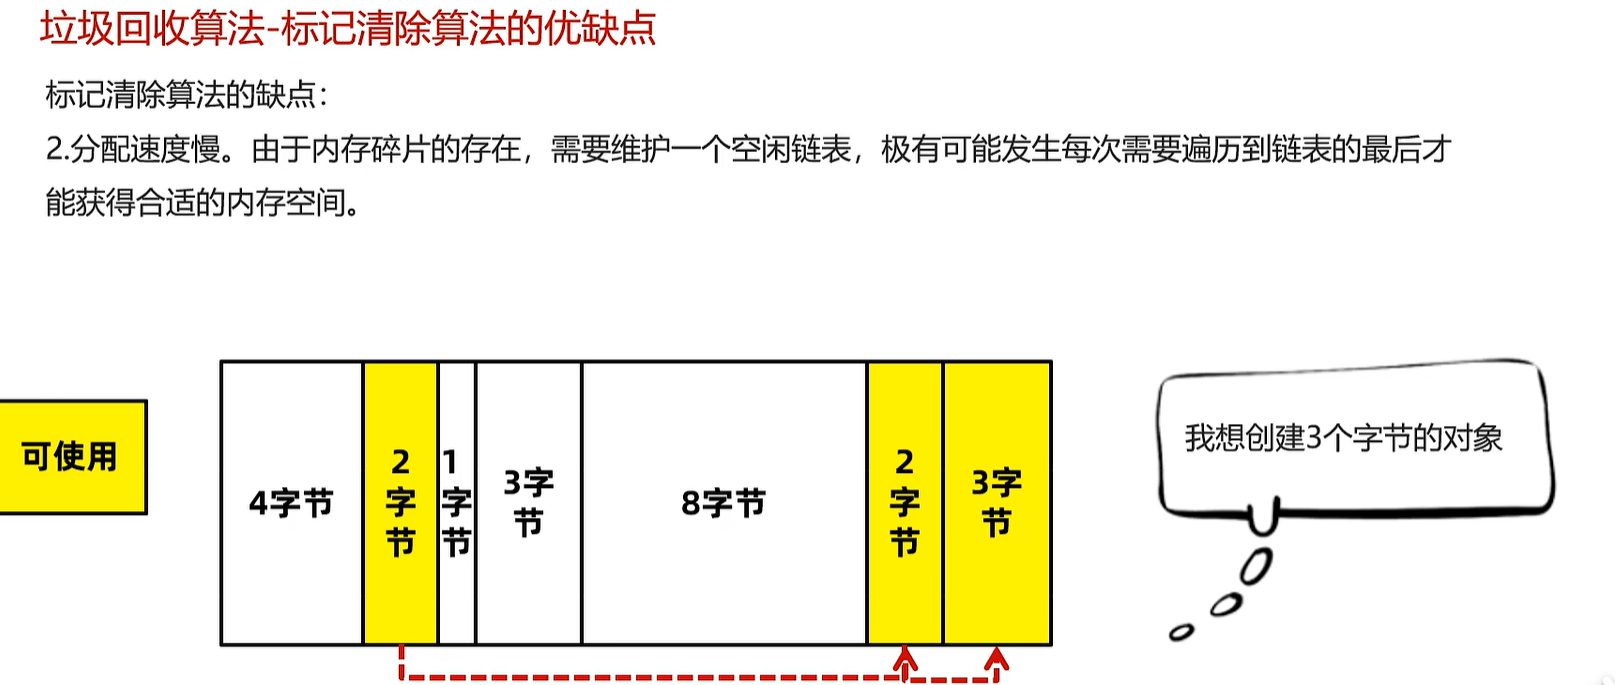 垃圾回收算法-标记清除算法的优缺点
标记清除算法的缺点：
2.分配速度慢。由于内存碎片的存在，需要维护一个空闲链表，极有可能发生每次需要遍历到链表的最后才
能获得合适的内存空间。
可使用
4字节
2
字
节
1
字
节
3字
节
8字节
2
字
节
3字
节
我想创建3个字节的对象